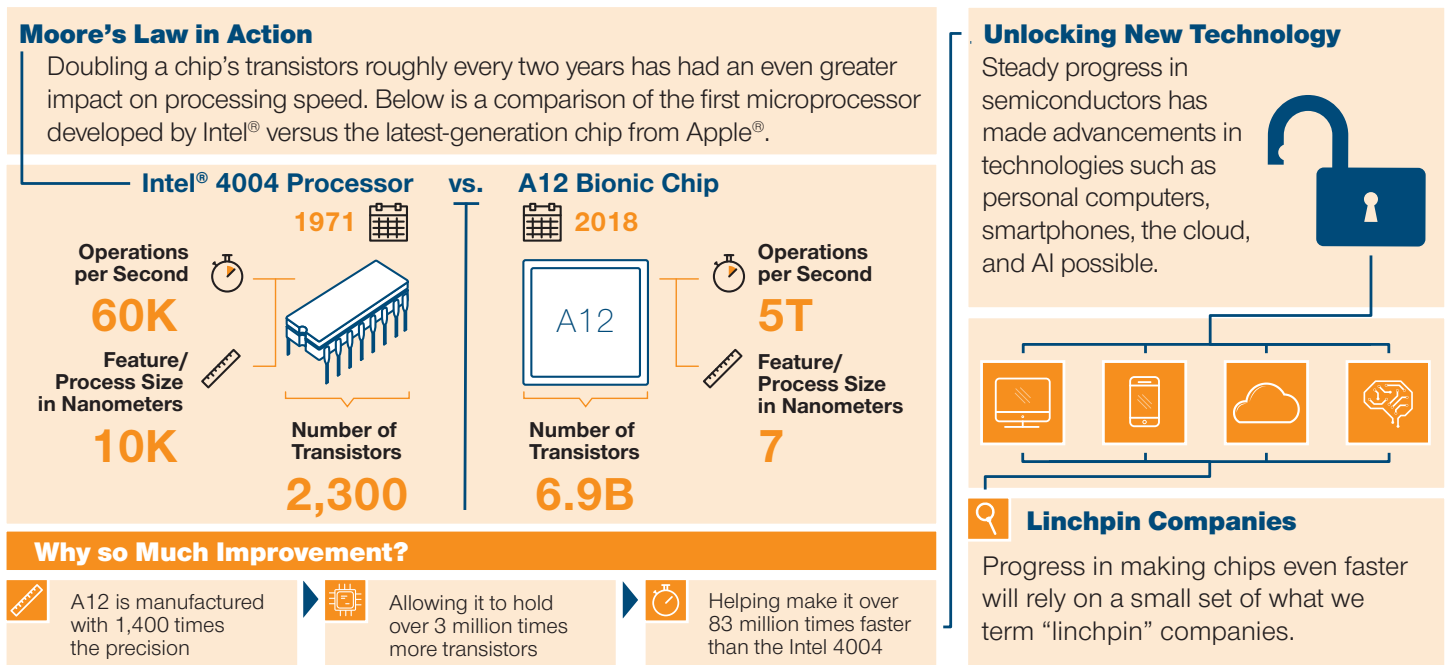 Moore's Law in Action
Doubling a chip's transistors roughly every two years has had an even greater
impact on processing speed. Below is a comparison of the first microprocessor
developed by Intel® versus the latest-generation chip from Apple®.
Intel® 4004 Processor vs. A12 Bionic Chip
1971
2018
Operations
per Second
60K
Feature/
Process Size
in Nanometers
10K
Number of
Transistors
2,300
A12
Operations
per Second
5T
Feature/
Process Size
in Nanometers
7
Number of
Transistors
6.9B
Why so Much Improvement?
A12 is manufactured
with 1,400 times
the precision
Allowing it to hold
over 3 million times
more transistors
Helping make it over
83 million times faster
than the Intel 4004
Unlocking New Technology
Steady progress in
semiconductors has
made advancements in
technologies such as
personal computers,
smartphones, the cloud,
and AI possible.
Linchpin Companies
Progress in making chips even faster
will rely on a small set of what we
term “linchpin” companies.